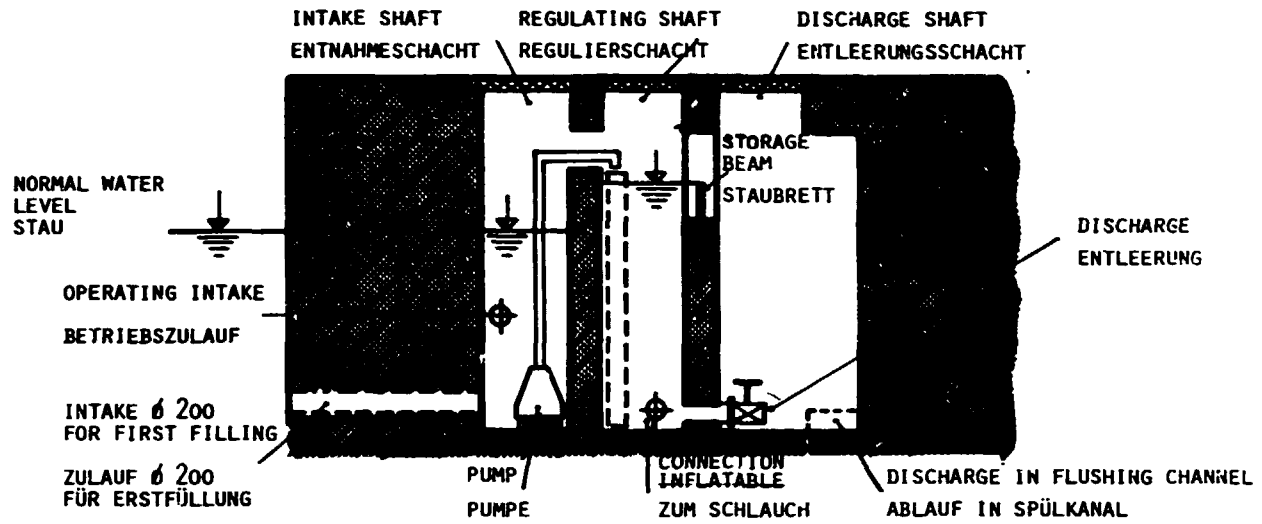 INTAKE SHAFT
ENTNAHMESCHACHT
REGULATING SHAFT
REGULIERSCHACHT
DISCHARGE SHAFT
ENTLEERUNGSSCHACHT
STORAGE
BEAM
STAUBRETT
NORMAL WATER
LEVEL
STAU
DISCHARGE
ENTLEERUNG
OPERATING INTAKE
BETRIEBSZULAUF
INTAKE ø 200
FOR FIRST FILLING
ZULAUF ø 200
FÜR ERSTFÜLLUNG
PUMP
PUMPE
CONNECTION
INFLATABLE
ZUM SCHLAUCH
DISCHARGE IN FLUSHING CHANNEL
ABLAUF IN SPÜLKANAL